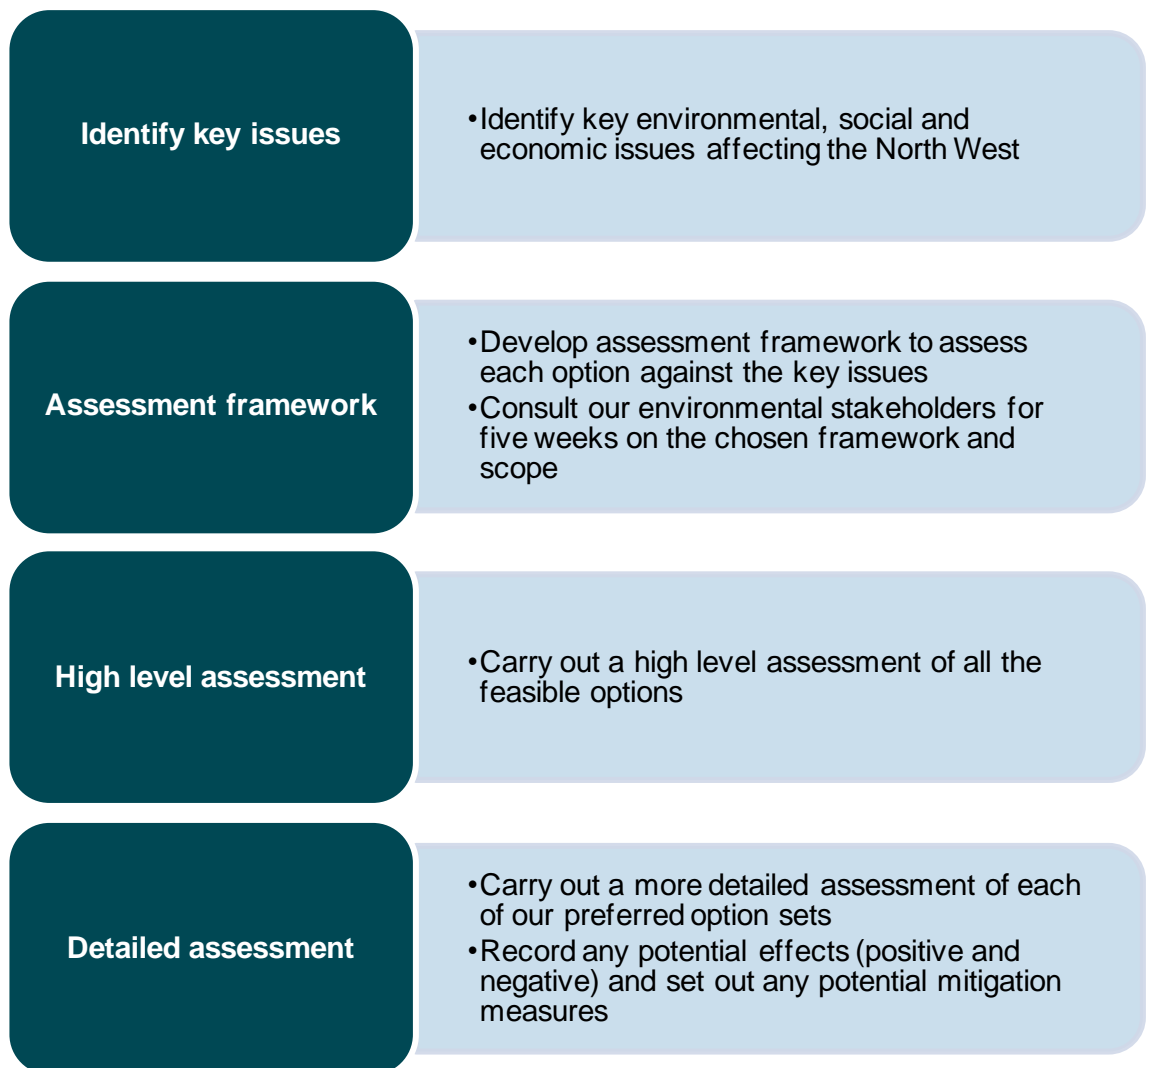 Identify key issues
•Identify key environmental, social and
economic issues affecting the North West
Assessment framework
•Develop assessment framework to assess
each option against the key issues
•Consult our environmental stakeholders for
five weeks on the chosen framework and
scope
High level assessment
•Carry out a high level assessment of all the
feasible options
Detailed assessment
•Carry out a more detailed assessment of each
of our preferred option sets
•Record any potential effects (positive and
negative) and set out any potential mitigation
measures